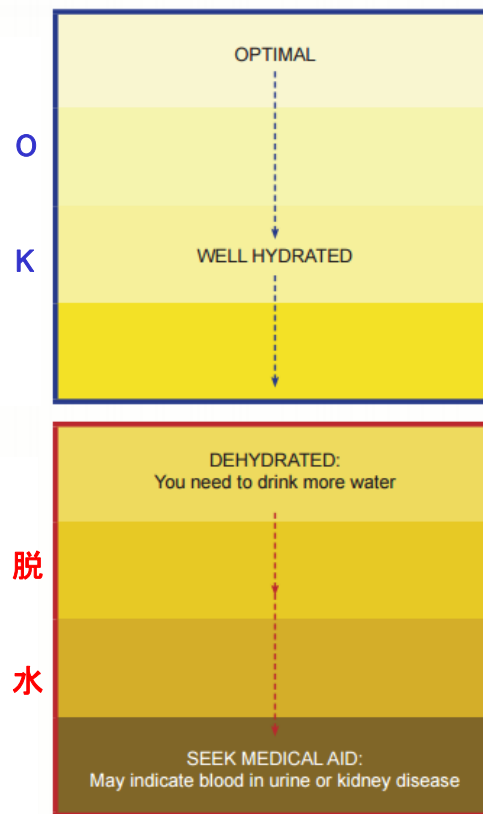 OPTIMAL
O
K
WELL HYDRATED
DEHYDRATED:
You need to drink more water
脱
水
SEEK MEDICAL AID:
May indicate blood in urine or kidney disease